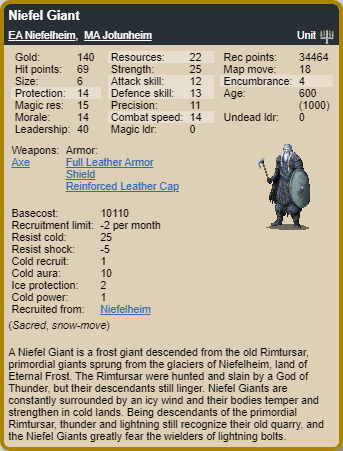 Niefel Giant
EA Niefelheim, MA Jotunheim Unit
Gold: 140 Resources: 22 Rec points: 34464
Hit points: 69 Strength: 25 Map move: 18
Size: 6 Attack skill: 12 Encumbrance: 4
Protection: 14 Defence skill: 13 Age: 600
Magic res: 15 Precision: 11 (1000)
Morale: 14 Combat speed: 14 Undead ldr: 0
Leadership: 40 Magic ldr: 0
Weapons: Armor:
Axe Full Leather Armor
Shield
Reinforced Leather Cap
Basecost: 10110
Recruitment limit: -2 per month
Resist cold: 25
Resist shock: -5
Cold recruit: 1
Cold aura: 10
Ice protection: 2
Cold power: 1
Recruited from: Niefelheim
(Sacred, snow-move)
A Niefel Giant is a frost giant descended from the old Rimtursar,
primordial giants sprung from the glaciers of Niefelheim, land of
Eternal Frost. The Rimtursar were hunted and slain by a God of
Thunder, but their descendants still linger. Niefel Giants are
constantly surrounded by an icy wind and their bodies temper and
strengthen in cold lands. Being descendants of the primordial
Rimtursar, thunder and lightning still recognize their old quarry, and
the Niefel Giants greatly fear the wielders of lightning bolts.